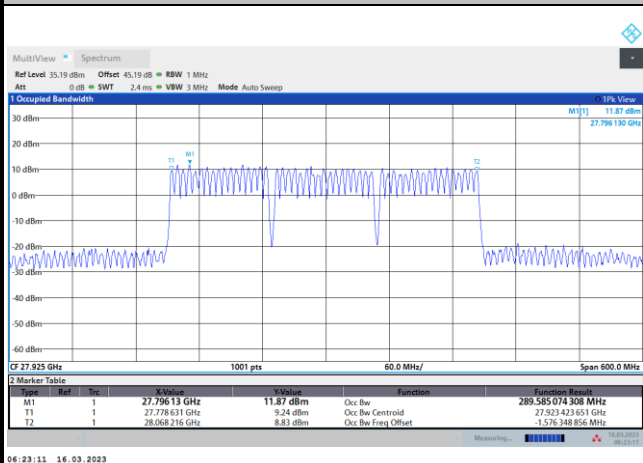 MultiView Spectrum
Ref Level 35.19 dBm Offset 45.19 dB RBW 1 MHz
Att 0 dB SWT 2.4 ms VBW 3 MHz Mode Auto Sweep
1 Occupied Bandwidth 1Pk View
M1[1] 11.87 dBm
27.796 130 GHz
30 dBm
20 dBm
M1
T1 T2
10 dBm
0 dBm
-10 dBm
-20 dBm
-30 dBm
-40 dBm
-50 dBm
-60 dBm
CF 27.925 GHz 1001 pts 60.0 MHz/ Span 600.0 MHz
2 Marker Table
Type Ref Trc X-Value Y-Value Function Function Result
M1 1 27.79613 GHz 11.87 dBm Occ Bw 289.585 074 308 MHz
T1 1 27.778 631 GHz 9.24 dBm Occ Bw Centroid 27.923 423 651 GHz
T2 1 28.068 216 GHz 8.83 dBm Occ Bw Freq Offset -1.576 348 856 MHz
Measuring... 16.03.2023
06:23:11
06:23:11 16.03.2023